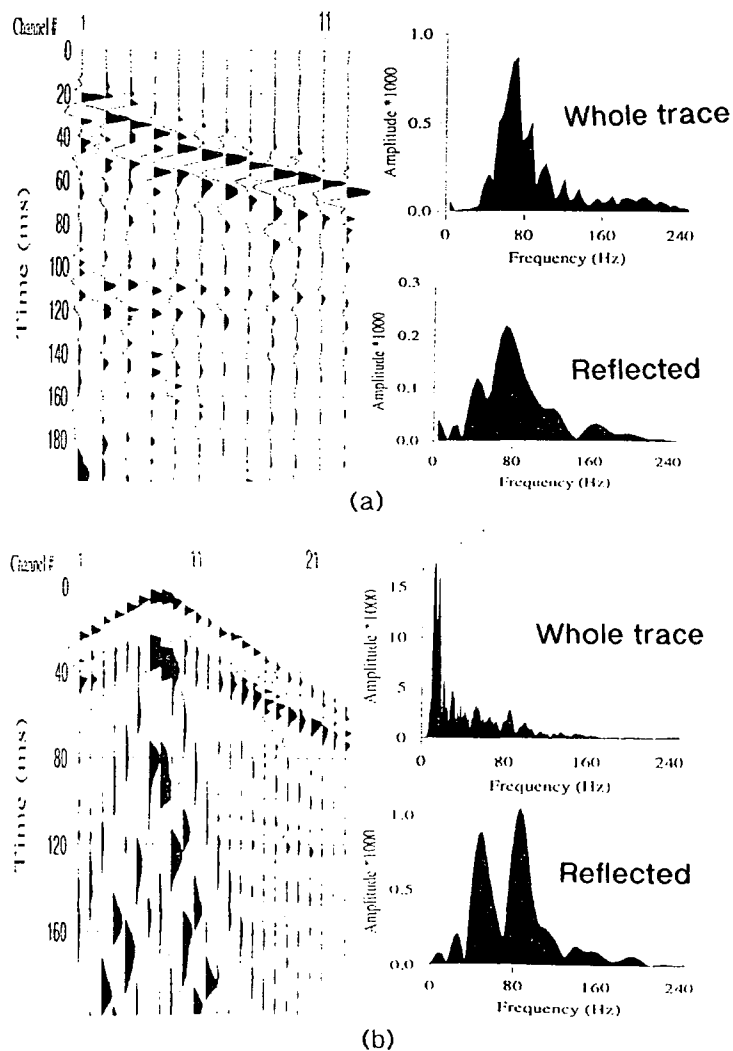 Channel # 1 11
0
20
40
60
80
100
120
140
160
180
Time (ms)
1.0
0.5
0.0
Amplitude *1000
Whole trace
80 160 240
Frequency (Hz)
0.3
0.2
0.1
0.0
Amplitude *1000
Reflected
0 80 160 240
Frequency (Hz)
(a)
Channel # 1 11 21
0
40
80
120
160
Time (ms)
15
10
5
0
Amplitude *1000
Whole trace
0 80 160 240
Frequency (Hz)
1.0
0.5
0.0
Amplitude *1000
Reflected
0 80 160 240
Frequency (Hz)
(b)